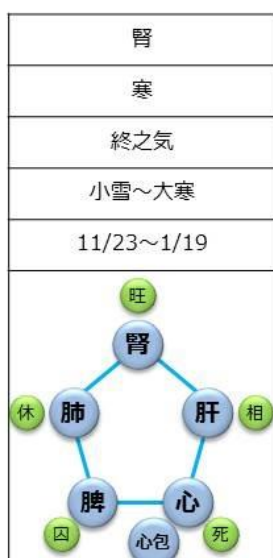 腎
寒
終之気
小雪～大寒
11/23～1/19
旺
腎
休 肺 肝 相
脾 心
囚 心包 死